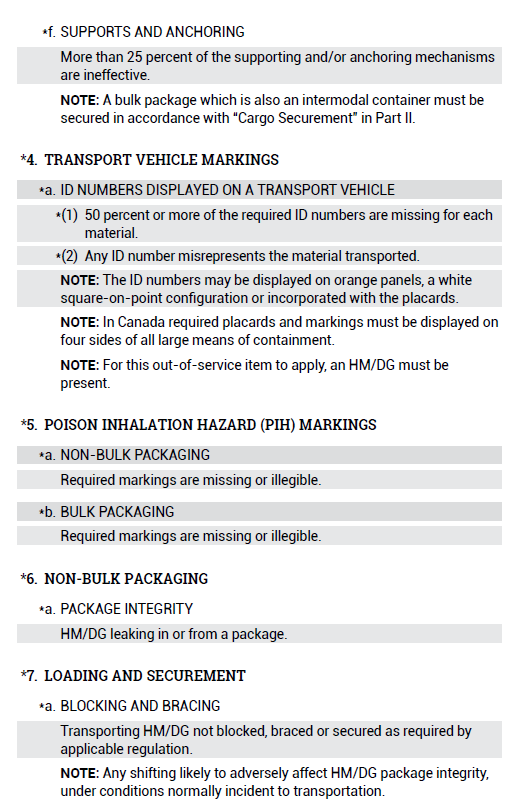 *f. SUPPORTS AND ANCHORING
More than 25 percent of the supporting and/or anchoring mechanisms
are ineffective.
NOTE: A bulk package which is also an intermodal container must be
secured in accordance with “Cargo Securement” in Part II.
*4. TRANSPORT VEHICLE MARKINGS
*a. ID NUMBERS DISPLAYED ON A TRANSPORT VEHICLE
*(1) 50 percent or more of the required ID numbers are missing for each
material.
*(2) Any ID number misrepresents the material transported.
NOTE: The ID numbers may be displayed on orange panels, a white
square-on-point configuration or incorporated with the placards.
NOTE: In Canada required placards and markings must be displayed on
four sides of all large means of containment.
NOTE: For this out-of-service item to apply, an HM/DG must be
present.
*5. POISON INHALATION HAZARD (PIH) MARKINGS
*a. NON-BULK PACKAGING
Required markings are missing or illegible.
*b. BULK PACKAGING
Required markings are missing or illegible.
*6. NON-BULK PACKAGING
*a. PACKAGE INTEGRITY
HM/DG leaking in or from a package.
*7. LOADING AND SECUREMENT
*a. BLOCKING AND BRACING
Transporting HM/DG not blocked, braced or secured as required by
applicable regulation.
NOTE: Any shifting likely to adversely affect HM/DG package integrity,
under conditions normally incident to transportation.